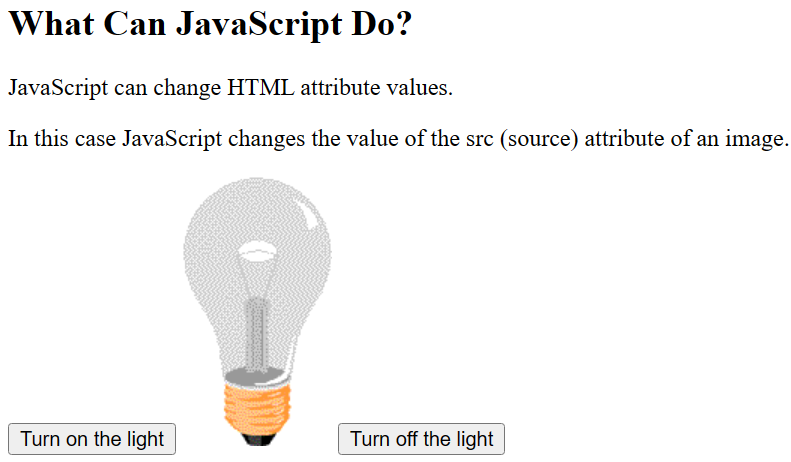 What Can JavaScript Do?
JavaScript can change HTML attribute values.
In this case JavaScript changes the value of the src (source) attribute of an image.
Turn on the light
Turn off the light